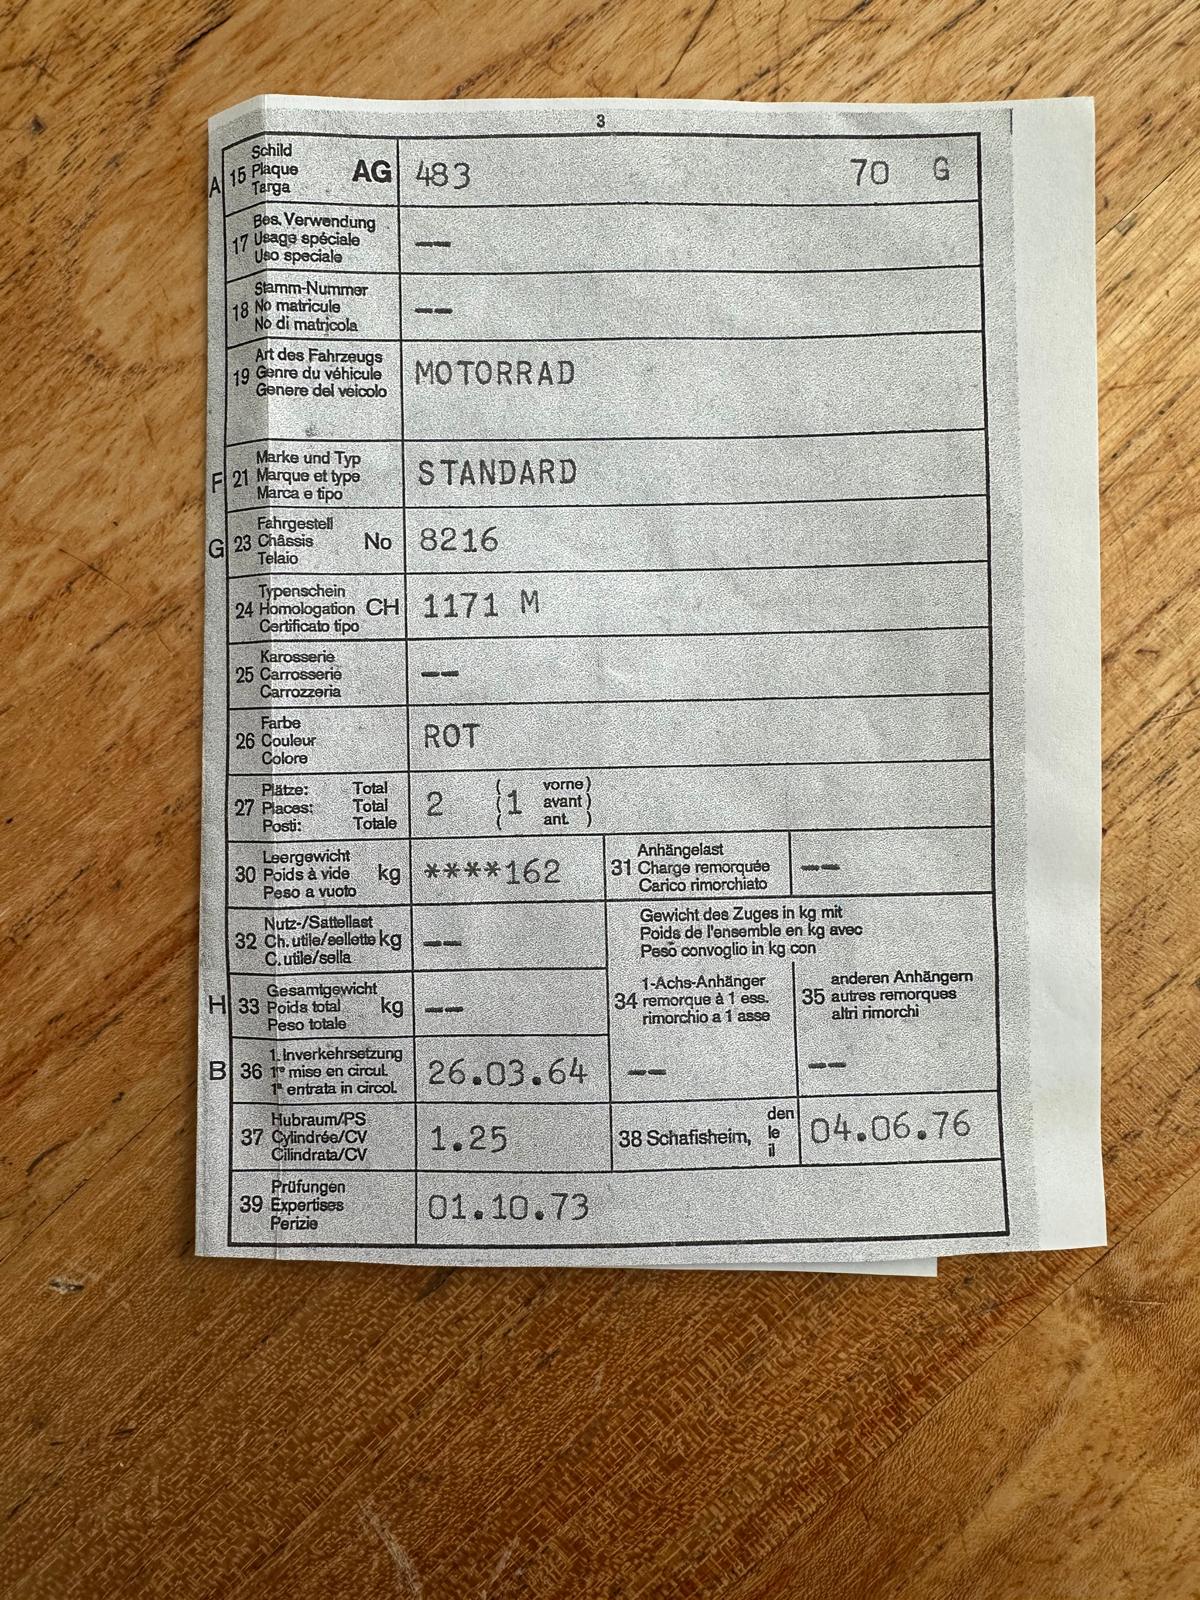 3
A 15 Schild
Plaque AG 483 70 G
Targa
17 Bes. Verwendung
Usage spéciale --
Uso speciale
18 Stamm-Nummer
No matricule --
No di matricola
19 Art des Fahrzeugs
Genre du véhicule MOTORRAD
Genere del veicolo
F 21 Marke und Typ
Marque et type STANDARD
Marca e tipo
G 23 Fahrgestell
Châssis No 8216
Telaio
24 Typenschein
Homologation CH 1171 M
Certificato tipo
25 Karosserie
Carrosserie --
Carrozzeria
26 Farbe
Couleur ROT
Colore
27 Plätze: Total ( vorne)
Places: Total 2 (1 avant)
Posti: Totale ( ant. )
30 Leergewicht
Poids à vide kg ****162
Peso a vuoto
31 Anhängelast
Charge remorquée --
Carico rimorchiato
32 Nutz-/Sattellast
Ch. utile/sellette kg --
C. utile/sella
Gewicht des Zuges in kg mit
Poids de l'ensemble en kg avec
Peso convoglio in kg con
H 33 Gesamtgewicht
Poids total kg --
Peso totale
34 1-Achs-Anhänger
remorque à 1 ess.
rimorchio a 1 asse
--
35 anderen Anhängern
autres remorques
altri rimorchi
--
B 36 1. Inverkehrsetzung
1re mise en circul. 26.03.64
1a entrata in circol.
37 Hubraum/PS
Cylindrée/CV 1.25
Cilindrata/CV
38 Schafisheim, den
le
il
04.06.76
39 Prüfungen
Expertises 01.10.73
Perizie